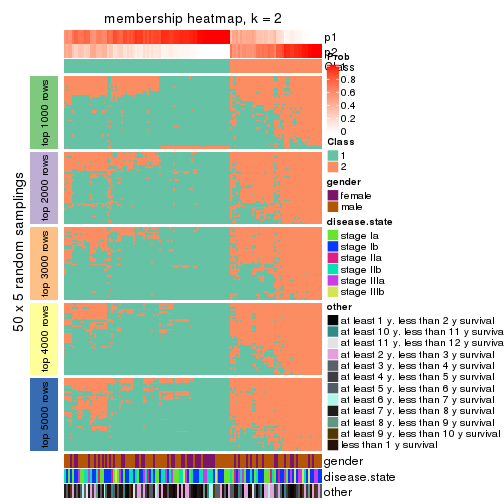 membership heatmap, k = 2
p1
p2
Class
Prob
1
0.8
0.6
0.4
0.2
0
Class
1
2
gender
female
male
disease.state
stage Ia
stage Ib
stage IIa
stage IIb
stage IIIa
stage IIIb
other
at least 1 y. less than 2 y survival
at least 10 y. less than 11 y surviva
at least 11 y. less than 12 y surviva
at least 2 y. less than 3 y survival
at least 3 y. less than 4 y survival
at least 4 y. less than 5 y survival
at least 5 y. less than 6 y survival
at least 6 y. less than 7 y survival
at least 7 y. less than 8 y survival
at least 8 y. less than 9 y survival
at least 9 y. less than 10 y survival
less than 1 y survival
50 x 5 random samplings
top 1000 rows
top 2000 rows
top 3000 rows
top 4000 rows
top 5000 rows
gender
disease.state
other